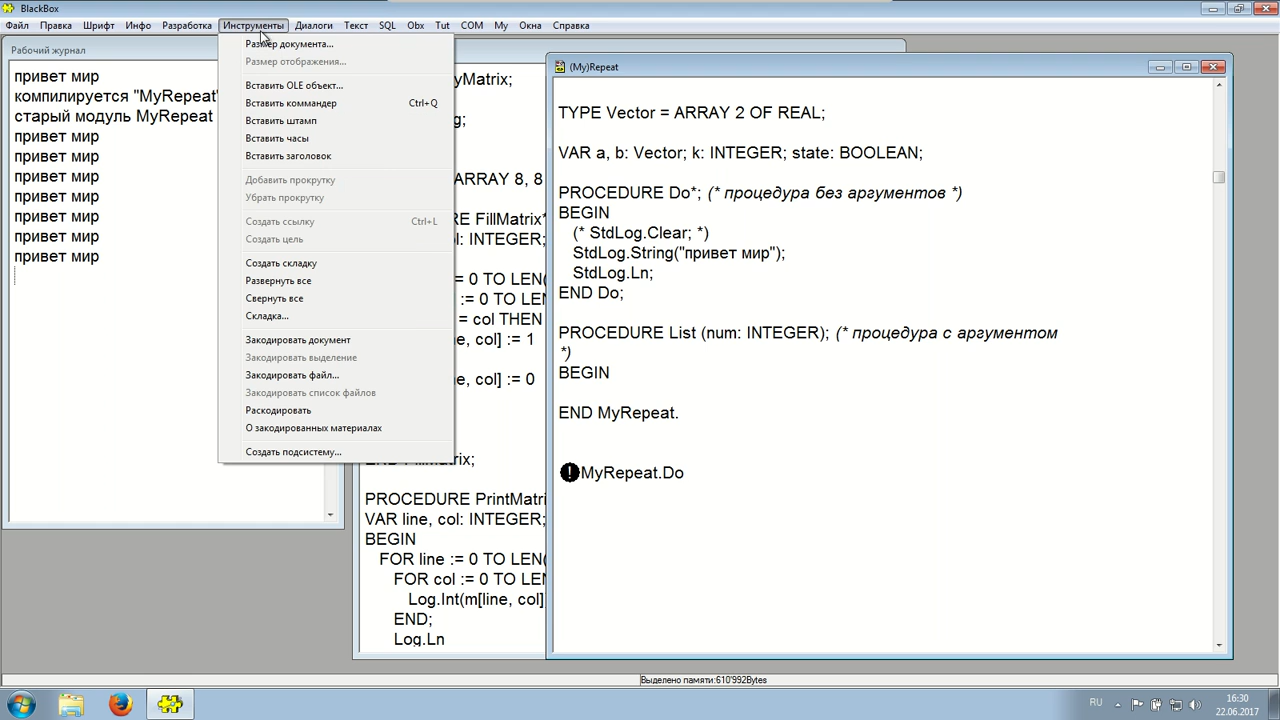 BlackBox
Файл Правка Шрифт Инфо Разработка Инструменты Диалоги Текст SQL Obx Tut COM My Окна Справка
Рабочий журнал
привет мир
компилируется "MyRepeat"
старый модуль MyRepeat
привет мир
привет мир
привет мир
привет мир
привет мир
привет мир
привет мир
Размер документа...
Размер отображения...
Вставить OLE объект...
Вставить коммандер Ctrl+Q
Вставить штамп
Вставить часы
Вставить заголовок
Добавить прокрутку
Убрать прокрутку
Создать ссылку Ctrl+L
Создать цель
Создать складку
Развернуть все
Свернуть все
Складка...
Закодировать документ
Закодировать выделение
Закодировать файл...
Закодировать список файлов
Раскодировать
О закодированных материалах
Создать подсистему...
yMatrix;
g;
ARRAY 8, 8
RE FillMatrix*
ol: INTEGER;
= 0 TO LEN(
:= 0 TO LEN
= col THEN
e, col] := 1
e, col] := 0
PROCEDURE PrintMatri
VAR line, col: INTEGER;
BEGIN
FOR line := 0 TO LEN(
FOR col := 0 TO LEN
Log.Int(m[line, col]
END;
Log.Ln
(My)Repeat
TYPE Vector = ARRAY 2 OF REAL;
VAR a, b: Vector; k: INTEGER; state: BOOLEAN;
PROCEDURE Do*; (* процедура без аргументов *)
BEGIN
(* StdLog.Clear; *)
StdLog.String("привет мир");
StdLog.Ln;
END Do;
PROCEDURE List (num: INTEGER); (* процедура с аргументом
*)
BEGIN
END MyRepeat.
!MyRepeat.Do
Выделено памяти:610'992Bytes
RU
16:30
22.06.2017